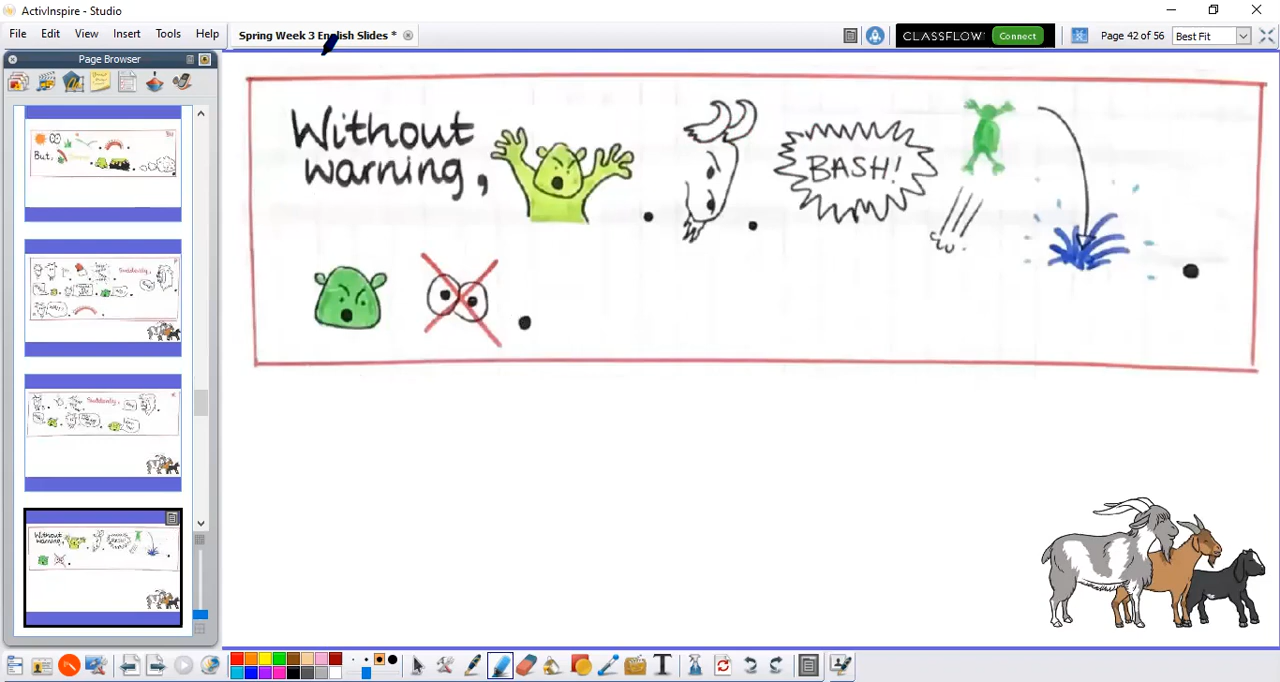 ActivInspire - Studio
File Edit View Insert Tools Help
Spring Week 3 English Slides *
CLASSFLOW Connect
Page 42 of 56
Best Fit
Page Browser
But,
Suddenly,
Suddenly,
Without
warning,
BASH!
Without
warning,
BASH!
T